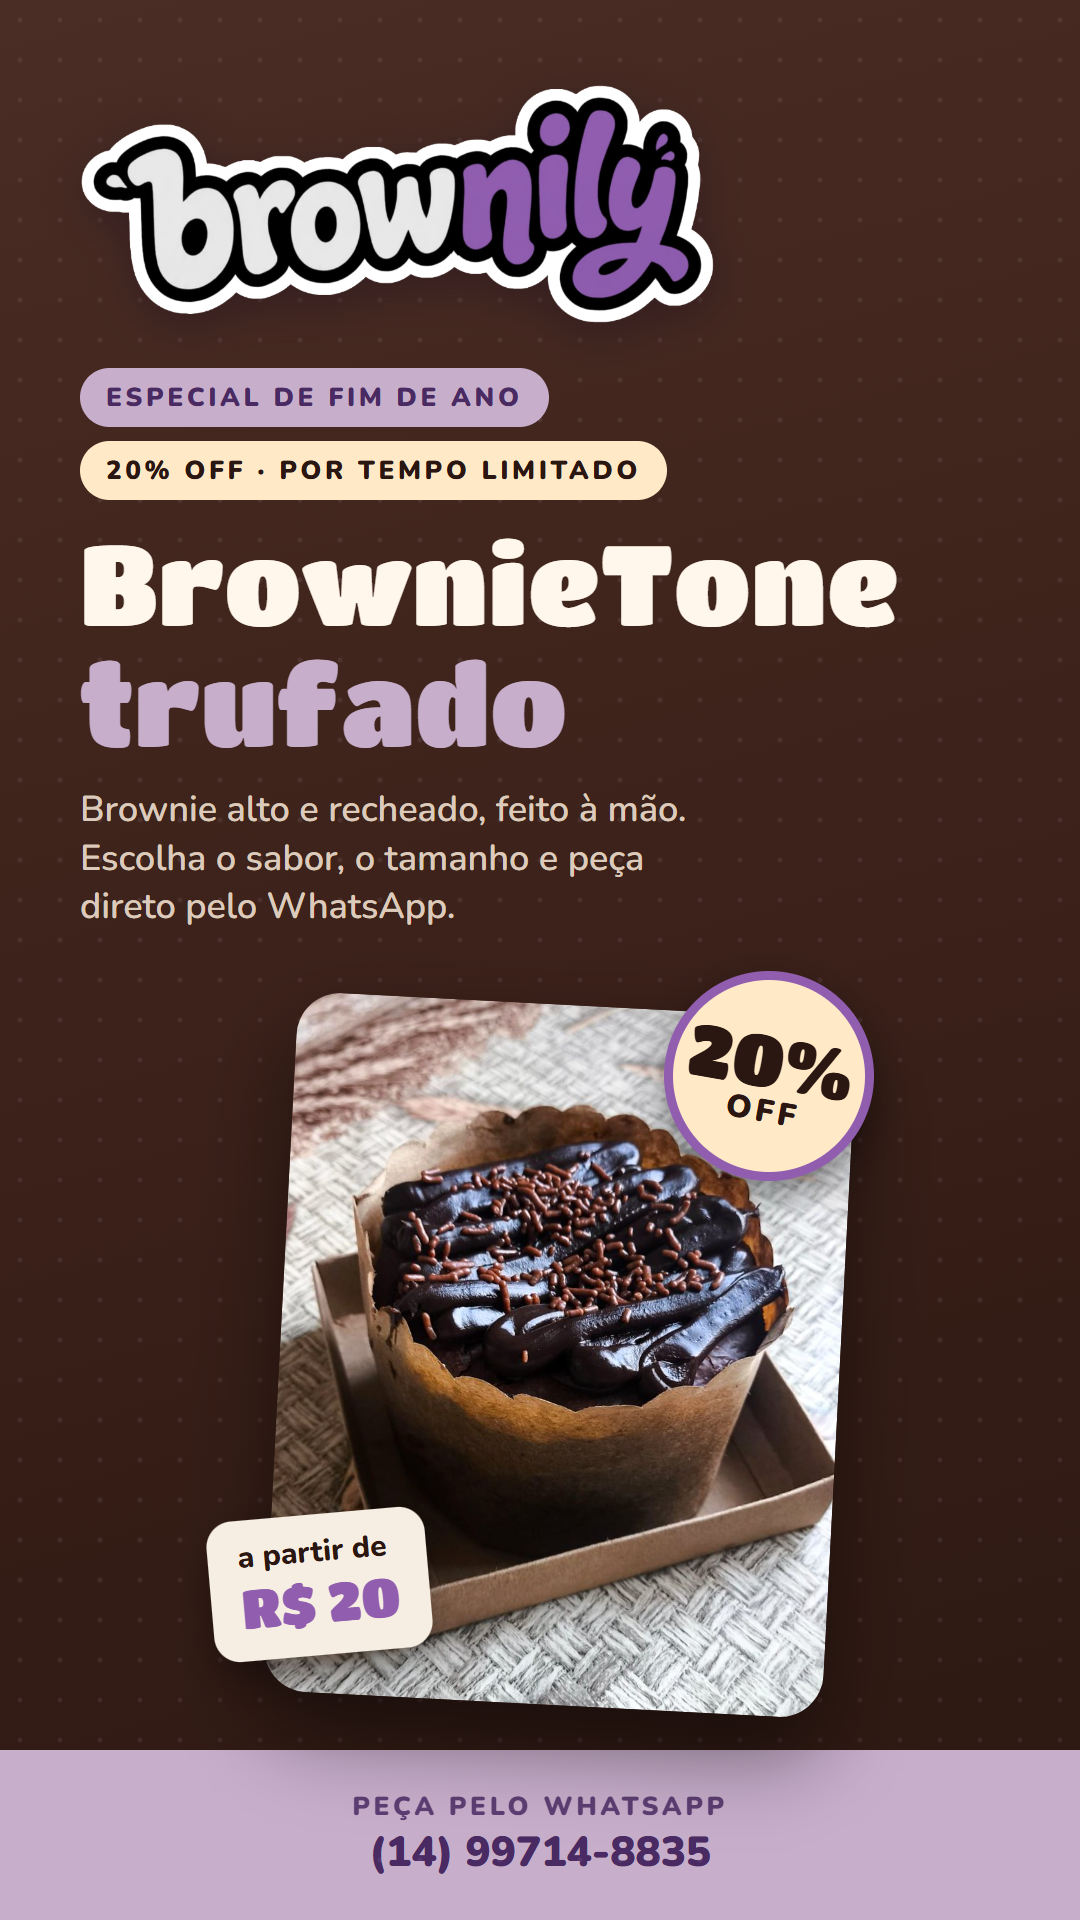 brownily
ESPECIAL DE FIM DE ANO
20% OFF · POR TEMPO LIMITADO
BrownieTone
trufado
Brownie alto e recheado, feito à mão.
Escolha o sabor, o tamanho e peça
direto pelo WhatsApp.
20%
OFF
a partir de
R$ 20
PEÇA PELO WHATSAPP
(14) 99714-8835